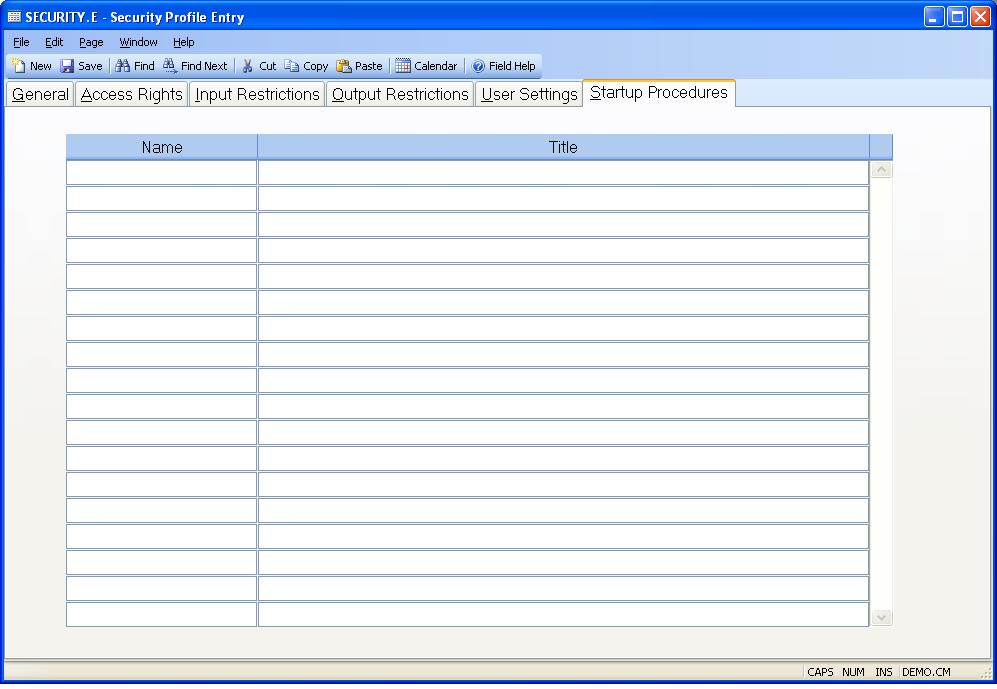 SECURITY.E - Security Profile Entry
File Edit Page Window Help
New Save Find Find Next Cut Copy Paste Calendar Field Help
General Access Rights Input Restrictions Output Restrictions User Settings Startup Procedures
Name Title
CAPS NUM INS DEMO.CM